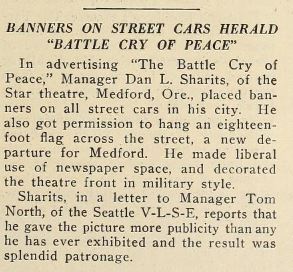 BANNERS ON STREET CARS HERALD
"BATTLE CRY OF PEACE"
In advertising "The Battle Cry of
Peace," Manager Dan L. Sharits, of the
Star theatre, Medford, Ore., placed ban-
ners on all street cars in his city. He
also got permission to hang an eighteen-
foot flag across the street, a new de-
parture for Medford. He made liberal
use of newspaper space, and decorated
the theatre front in military style.
Sharits, in a letter to Manager Tom
North, of the Seattle V-L-S-E, reports that
he gave the picture more publicity than any
he has ever exhibited and the result was
splendid patronage.